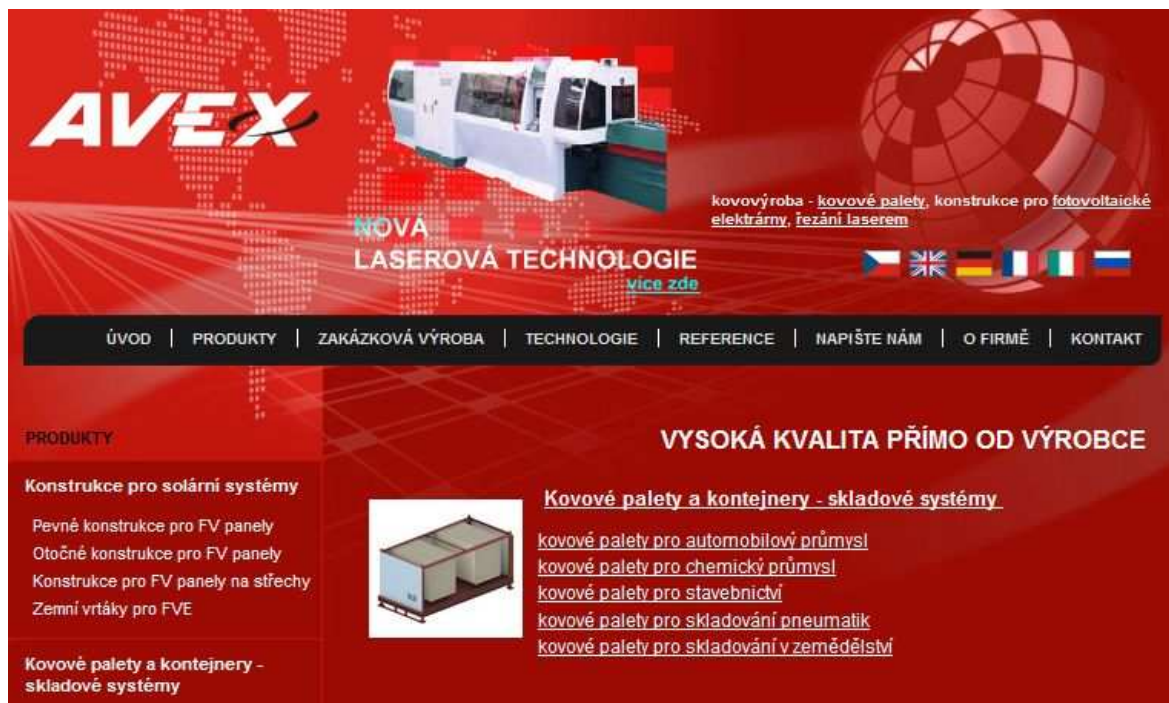 AVEX
NOVÁ
LASEROVÁ TECHNOLOGIE
více zde
kovovýroba - kovové palety, konstrukce pro fotovoltaické
elektrárny, řezání laserem
ÚVOD | PRODUKTY | ZAKÁZKOVÁ VÝROBA | TECHNOLOGIE | REFERENCE | NAPIŠTE NÁM | O FIRMĚ | KONTAKT
PRODUKTY
Konstrukce pro solární systémy
Pevné konstrukce pro FV panely
Otočné konstrukce pro FV panely
Konstrukce pro FV panely na střechy
Zemní vrtáky pro FVE
Kovové palety a kontejnery -
skladové systémy
VYSOKÁ KVALITA PŘÍMO OD VÝROBCE
Kovové palety a kontejnery - skladové systémy
kovové palety pro automobilový průmysl
kovové palety pro chemický průmysl
kovové palety pro stavebnictví
kovové palety pro skladování pneumatik
kovové palety pro skladování v zemědělství